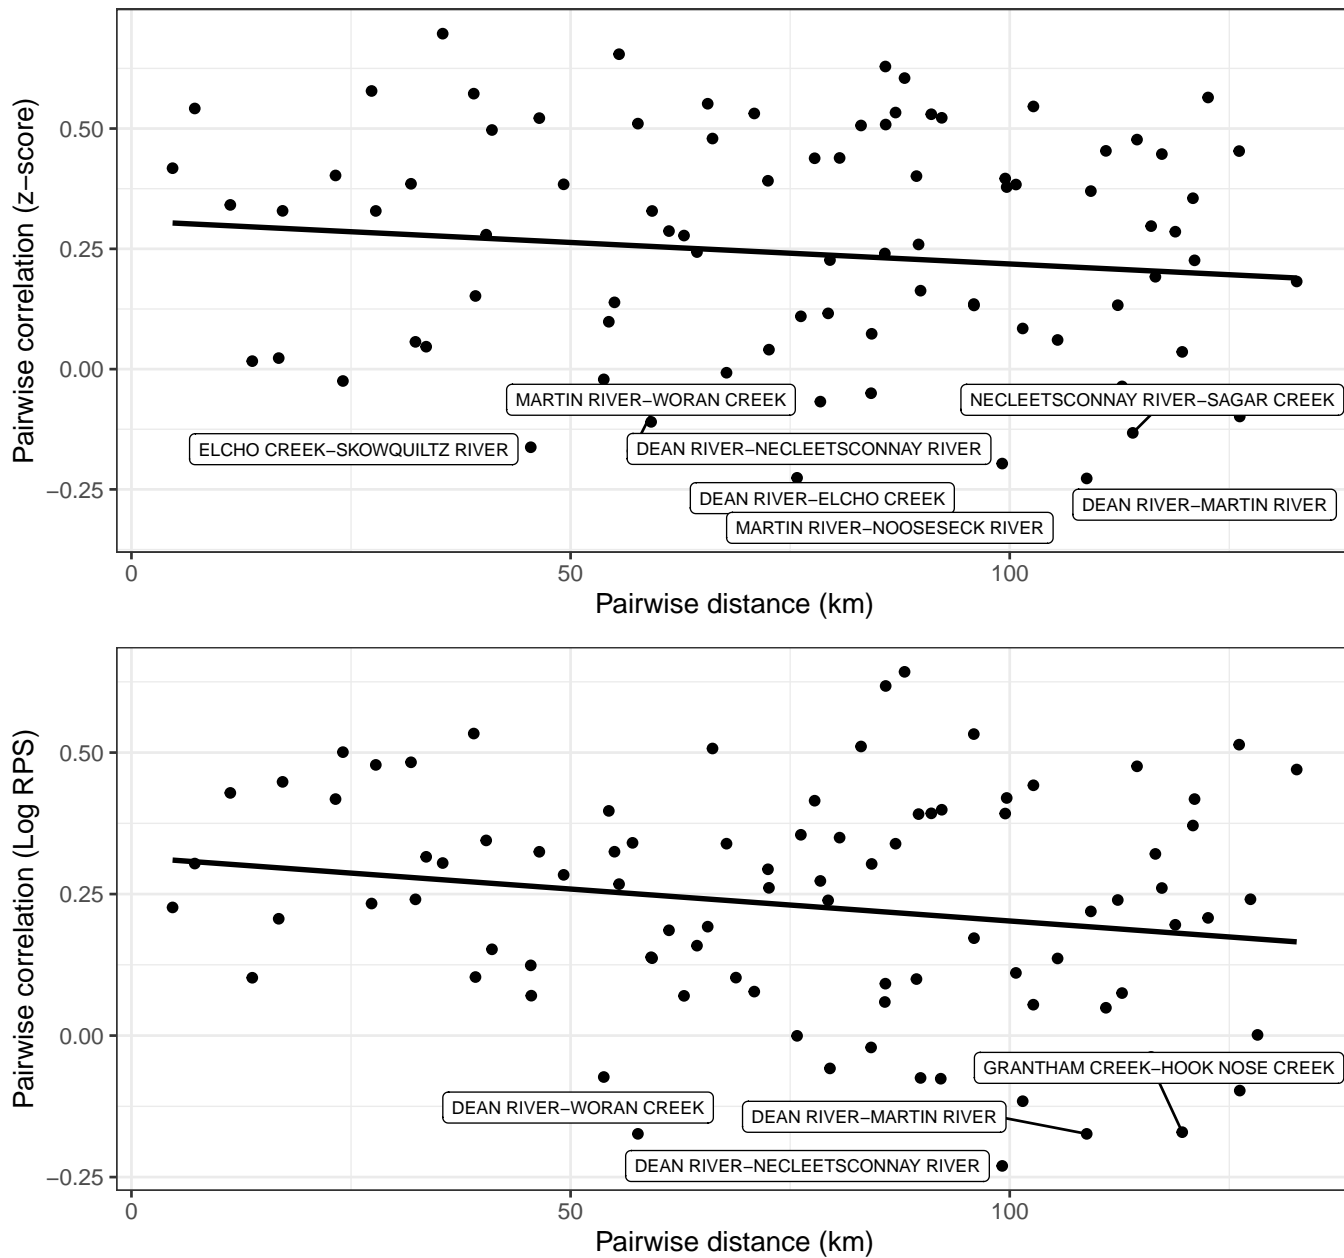 Pairwise correlation (z−score)
0.50
0.25
0.00
−0.25
MARTIN RIVER−WORAN CREEK
NECLEETSCONNAY RIVER−SAGAR CREEK
ELCHO CREEK−SKOWQUILTZ RIVER
DEAN RIVER−NECLEETSCONNAY RIVER
DEAN RIVER−ELCHO CREEK
DEAN RIVER−MARTIN RIVER
MARTIN RIVER−NOOSESECK RIVER
0 50 100
Pairwise distance (km)
Pairwise correlation (Log RPS)
0.50
0.25
0.00
−0.25
GRANTHAM CREEK−HOOK NOSE CREEK
DEAN RIVER−WORAN CREEK
DEAN RIVER−MARTIN RIVER
DEAN RIVER−NECLEETSCONNAY RIVER
0 50 100
Pairwise distance (km)